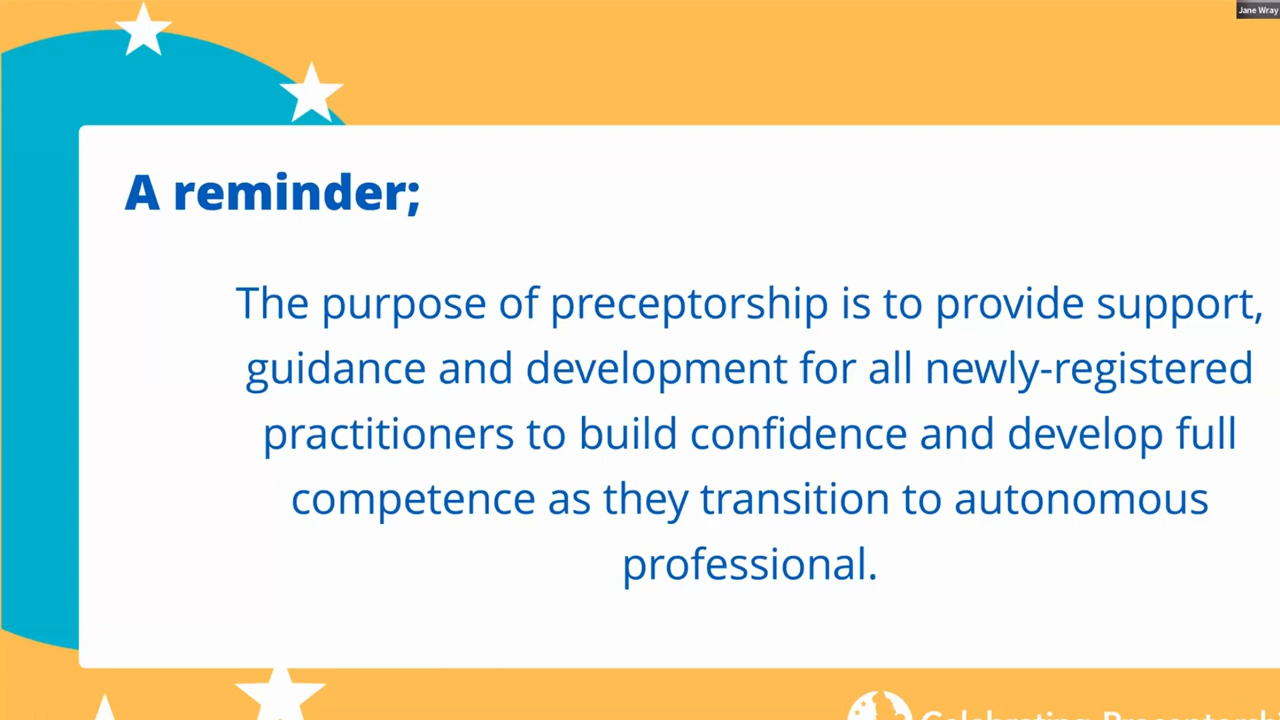 Jane Wray
A reminder;
The purpose of preceptorship is to provide support,
guidance and development for all newly-registered
practitioners to build confidence and develop full
competence as they transition to autonomous
professional.
Celebrating